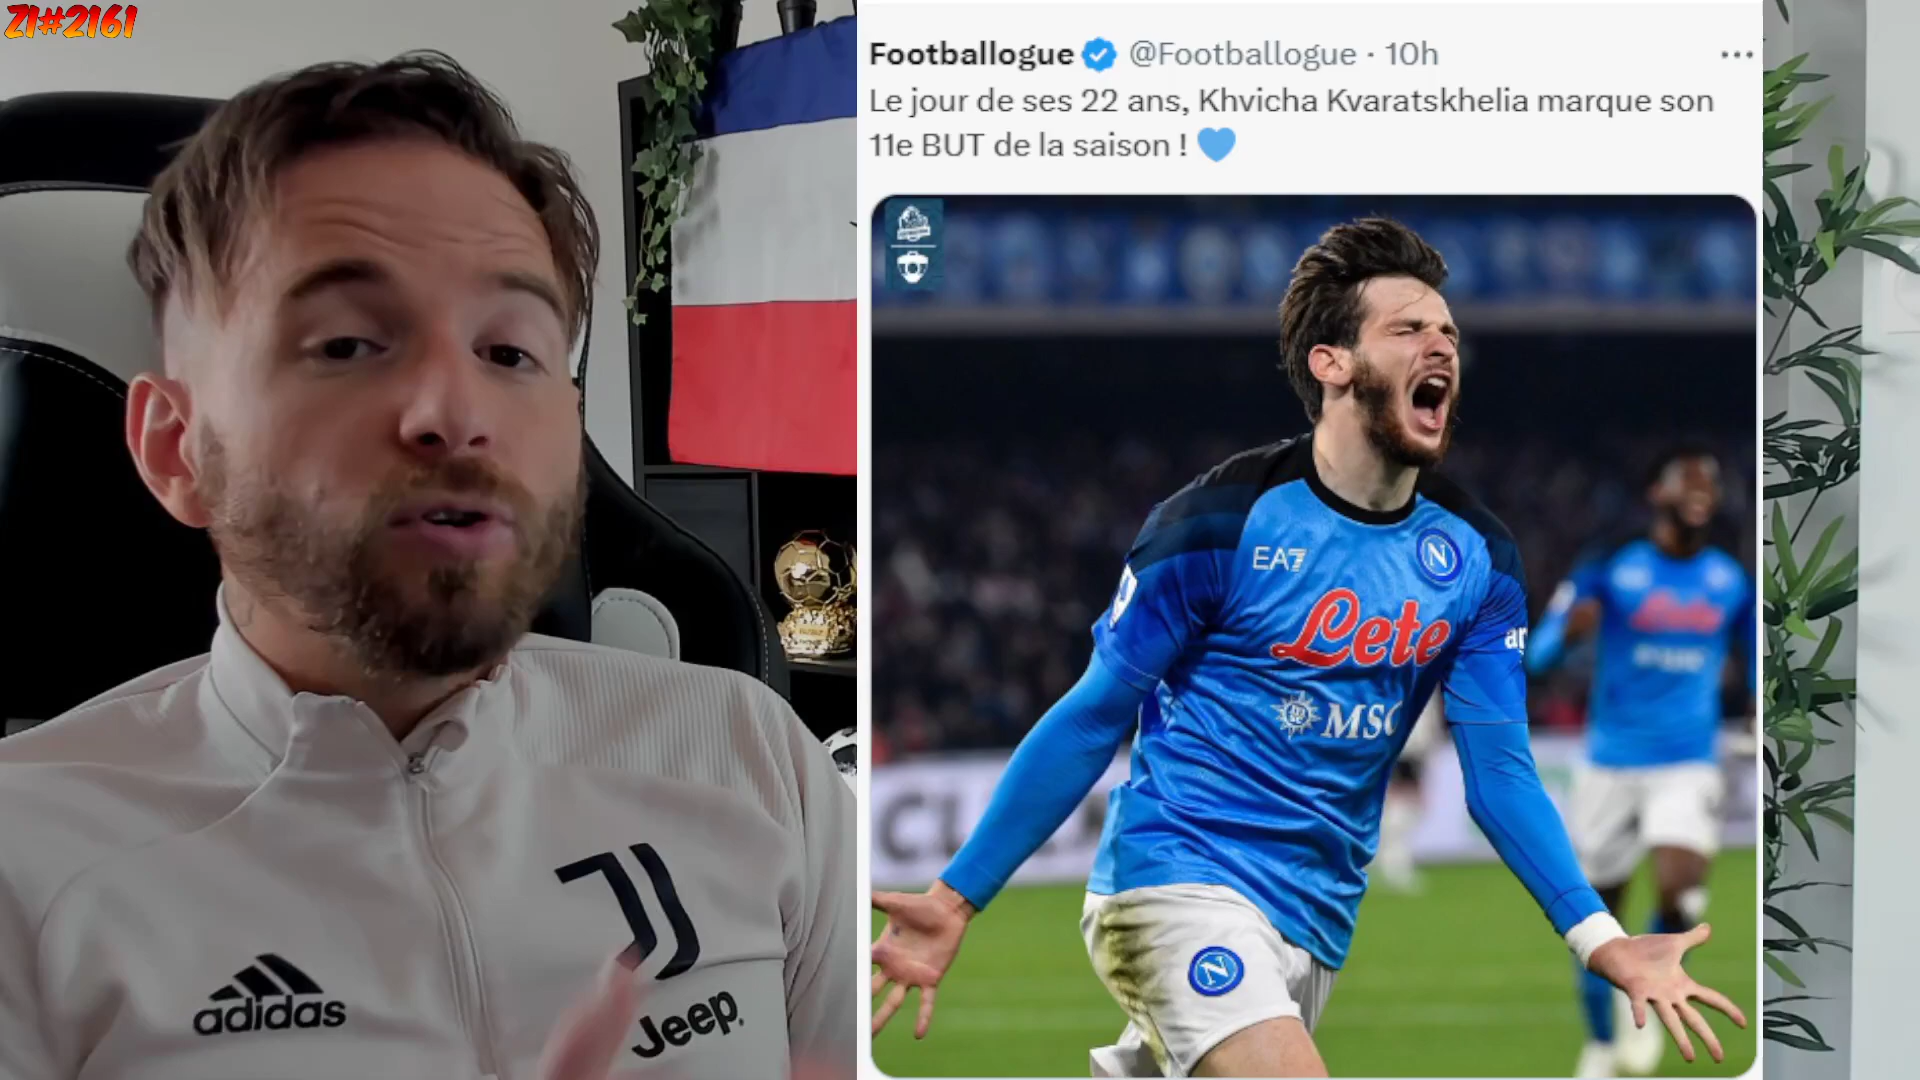 ZI#2161
Footballogue @Footballogue · 10h
Le jour de ses 22 ans, Khvicha Kvaratskhelia marque son
11e BUT de la saison !
EA7
N
Lete
MSC
N
CL
adidas
Jeep